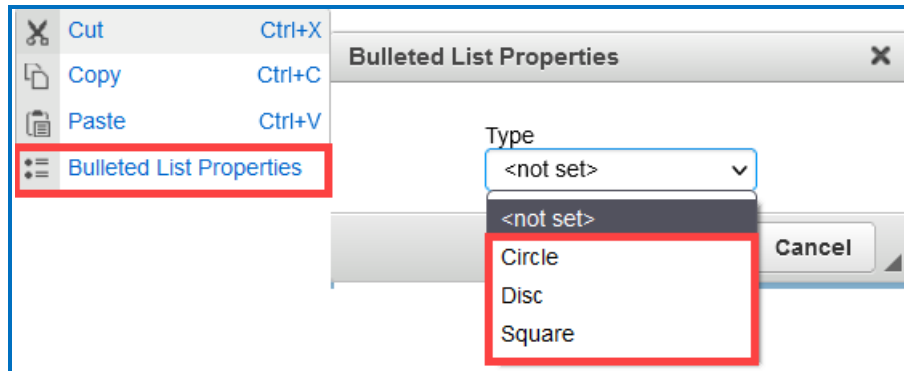 Cut Ctrl+X
Copy Ctrl+C
Paste Ctrl+V
Bulleted List Properties
Bulleted List Properties
Type
<not set>
<not set>
Circle
Disc
Square
Cancel